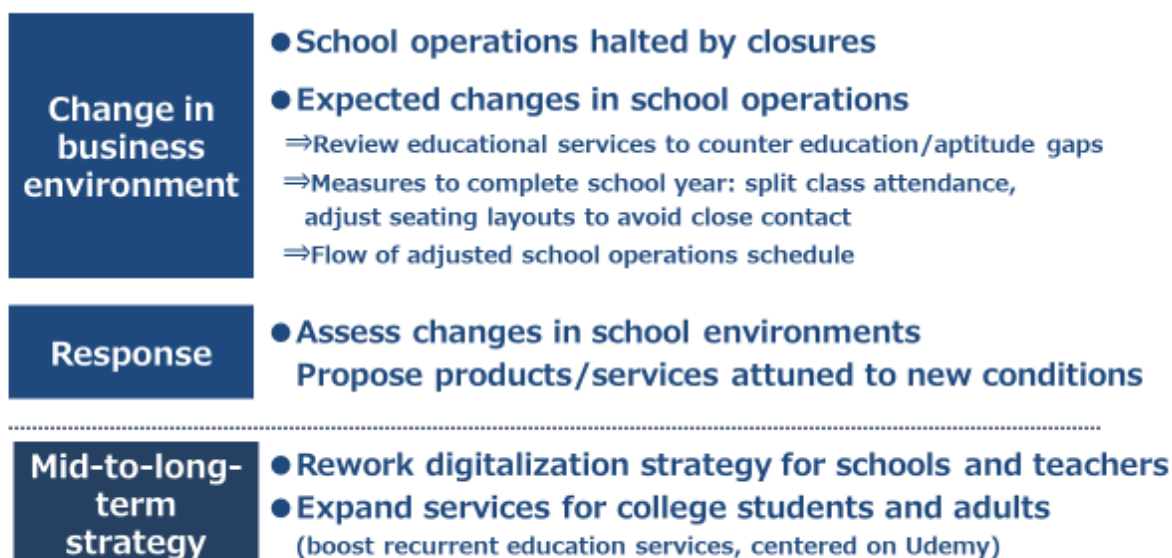 Change in
business
environment
●School operations halted by closures
●Expected changes in school operations
⇒Review educational services to counter education/aptitude gaps
⇒Measures to complete school year: split class attendance,
adjust seating layouts to avoid close contact
⇒Flow of adjusted school operations schedule
Response
●Assess changes in school environments
Propose products/services attuned to new conditions
Mid-to-long-
term
strategy
●Rework digitalization strategy for schools and teachers
●Expand services for college students and adults
(boost recurrent education services, centered on Udemy)